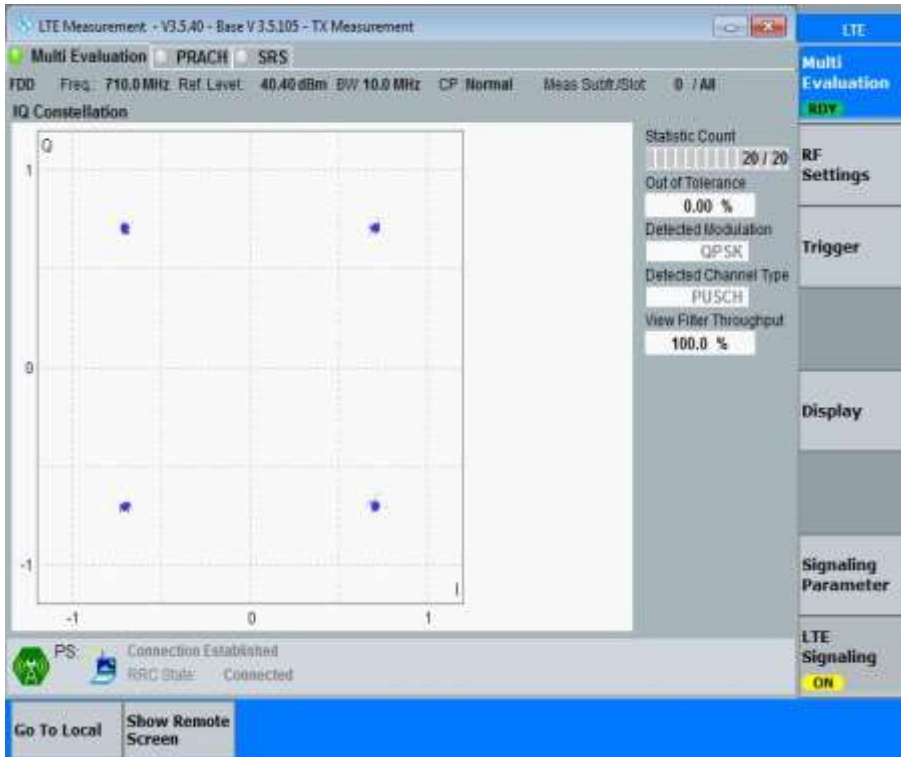 LTE Measurement - V3.5.40 - Base V 3.5.105 - TX Measurement
Multi Evaluation PRACH SRS
FDD Freq.: 710.0 MHz Ref. Level: 40.40 dBm BW: 10.0 MHz CP: Normal Meas Subfr./Slot: 0 / All
IQ Constellation
Q
1
0
-1
I
-1 0 1
Statistic Count
20 / 20
Out of Tolerance
0.00 %
Detected Modulation
QPSK
Detected Channel Type
PUSCH
View Filter Throughput
100.0 %
PS:
Connection Established
RRC State: Connected
Go To Local
Show Remote
Screen
LTE
Multi
Evaluation
RDY
RF
Settings
Trigger
Display
Signaling
Parameter
LTE
Signaling
ON